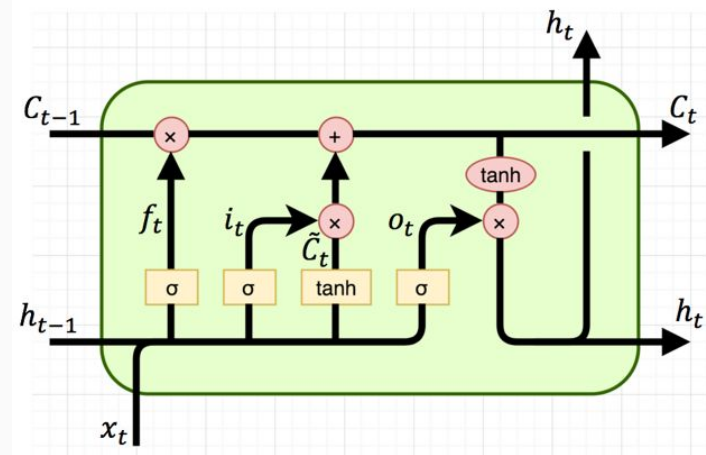 h_t
C_{t-1}
C_t
×
+
tanh
f_t
i_t
×
o_t
×
C̃_t
σ
σ
tanh
σ
h_{t-1}
h_t
x_t